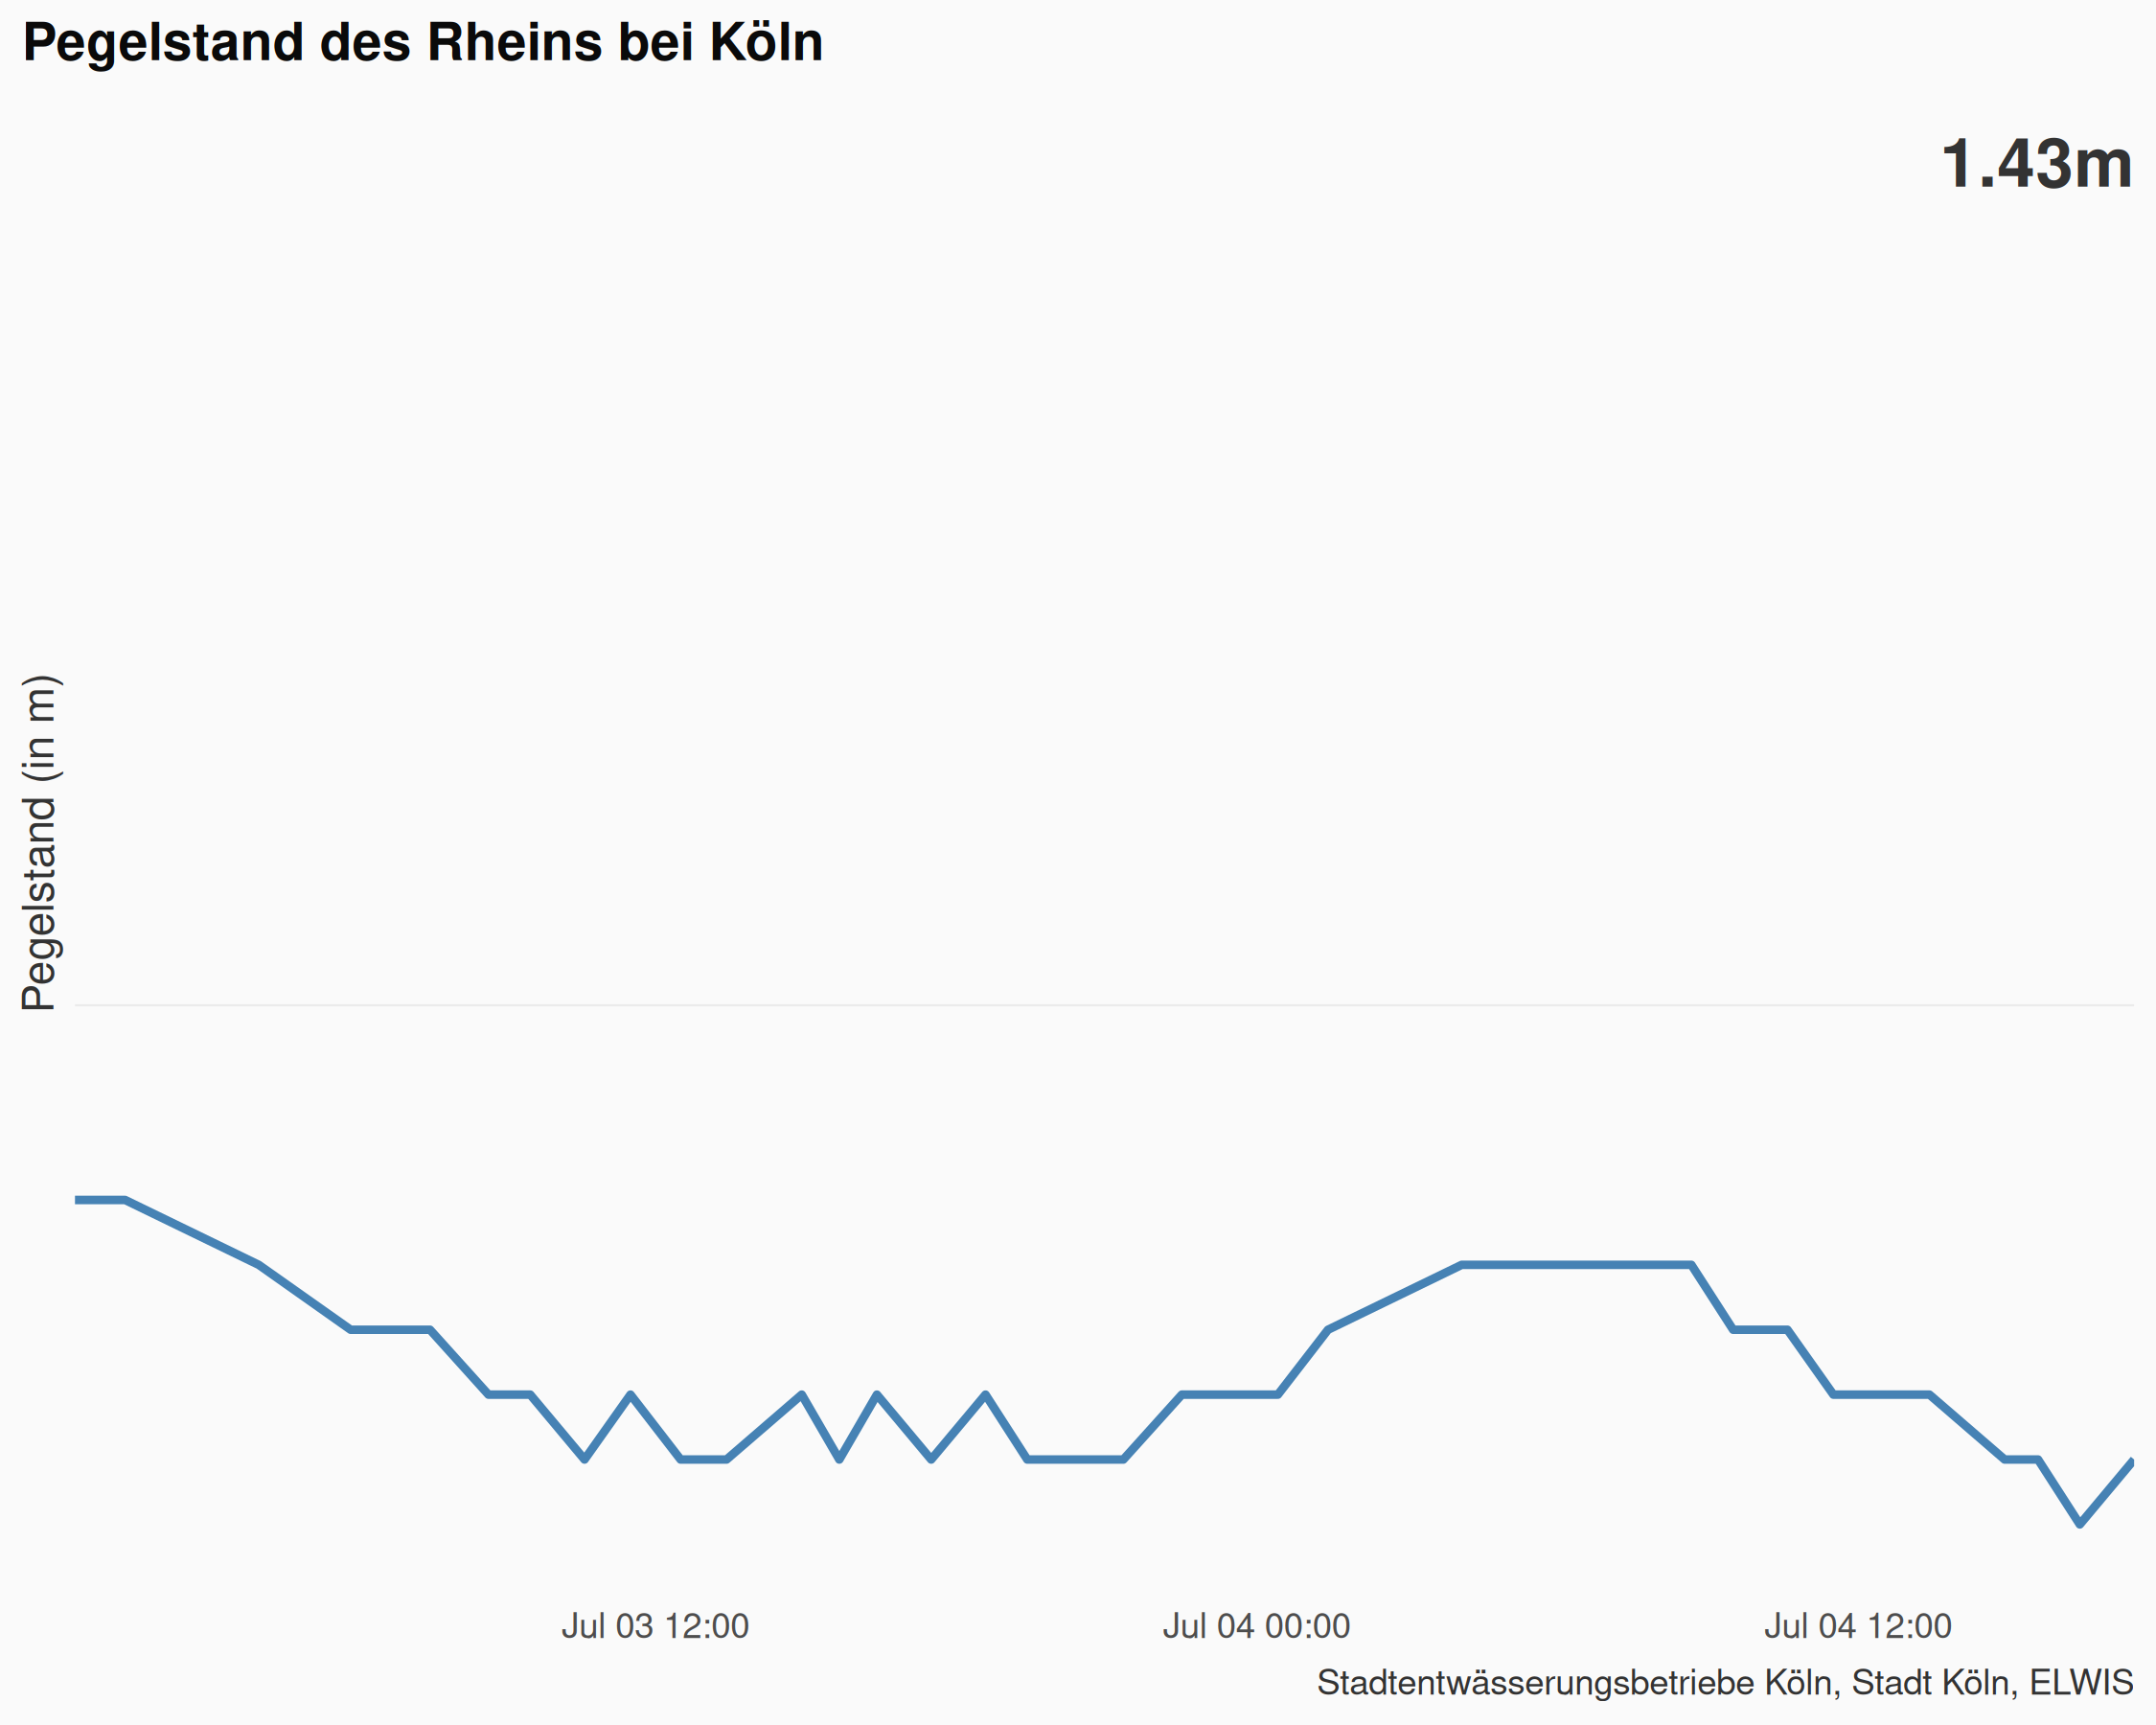 Pegelstand des Rheins bei Köln
1.43m
Pegelstand (in m)
Jul 03 12:00
Jul 04 00:00
Jul 04 12:00
Stadtentwässerungsbetriebe Köln, Stadt Köln, ELWIS